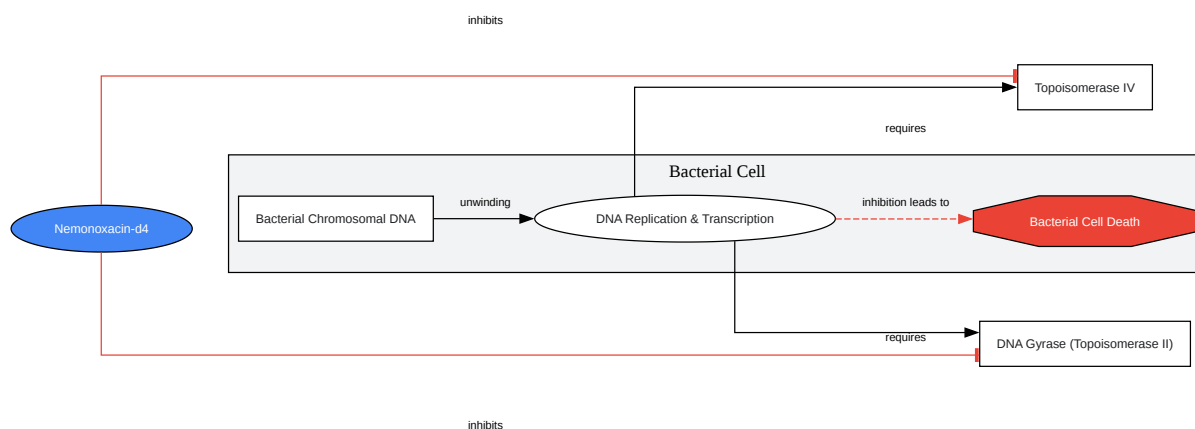 inhibits
Topoisomerase IV
requires
Bacterial Cell
Bacterial Chromosomal DNA
unwinding
DNA Replication & Transcription
inhibition leads to
Bacterial Cell Death
Nemonoxacin-d4
requires
DNA Gyrase (Topoisomerase II)
inhibits